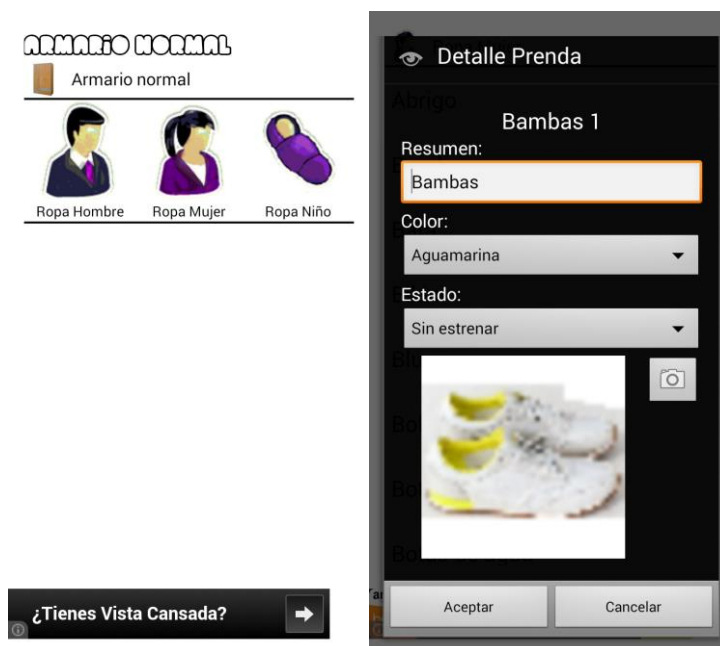 ARMARIO NORMAL
Armario normal
Ropa Hombre Ropa Mujer Ropa Niño
¿Tienes Vista Cansada?
Detalle Prenda
Abrigo
Bambas 1
Resumen:
Bambas
Color:
Aguamarina
Estado:
Sin estrenar
Aceptar Cancelar